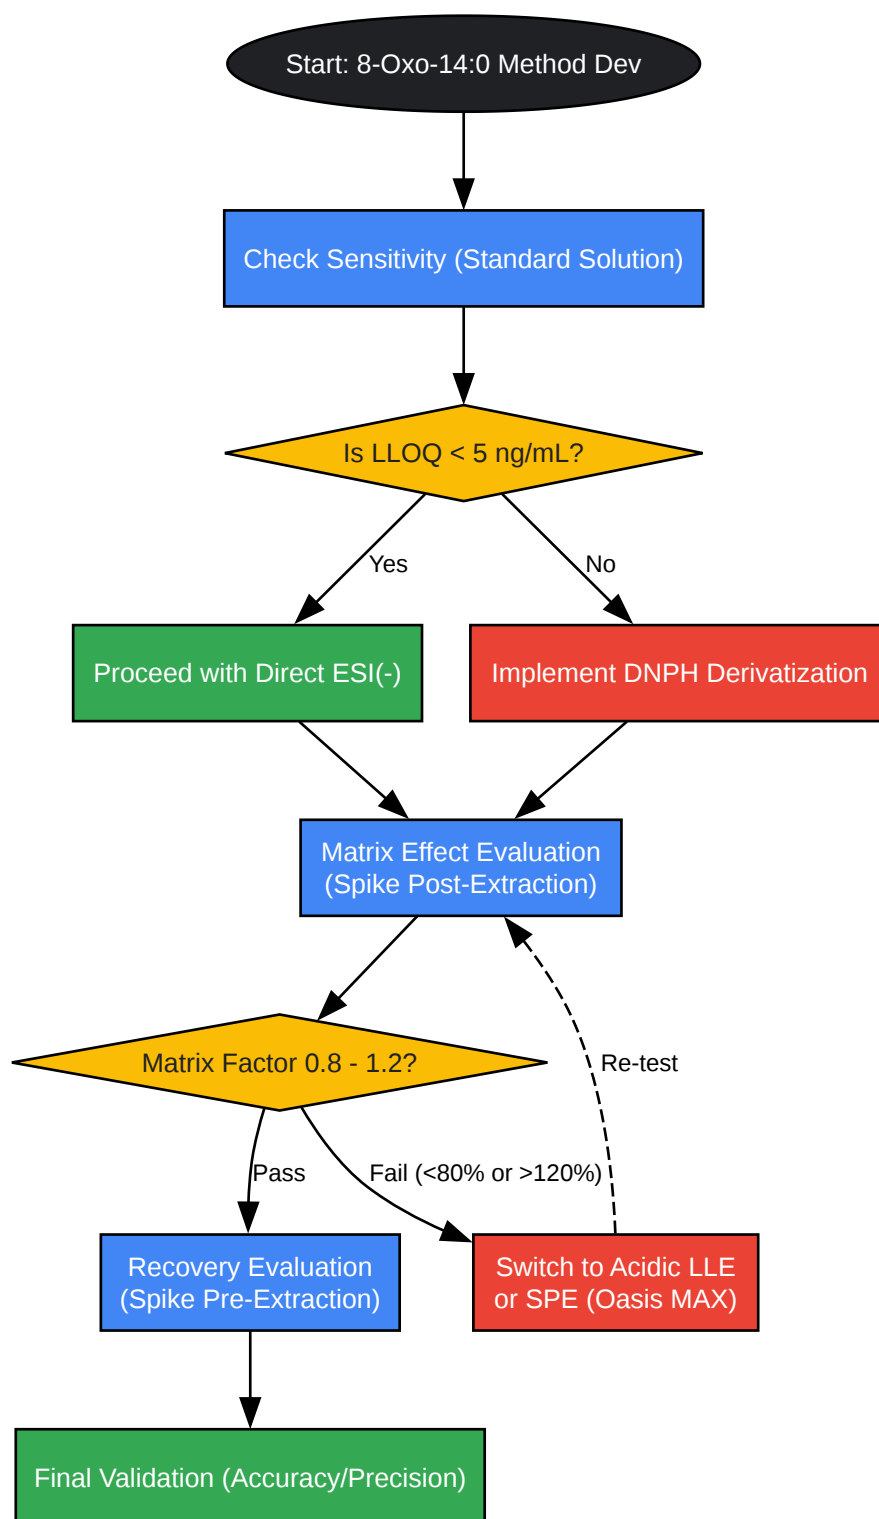 Start: 8-Oxo-14:0 Method Dev
Check Sensitivity (Standard Solution)
Is LLOQ < 5 ng/mL?
Yes
No
Proceed with Direct ESI(-)
Implement DNPH Derivatization
Matrix Effect Evaluation
(Spike Post-Extraction)
Matrix Factor 0.8 - 1.2?
Re-test
Pass
Fail (<80% or >120%)
Recovery Evaluation
(Spike Pre-Extraction)
Switch to Acidic LLE
or SPE (Oasis MAX)
Final Validation (Accuracy/Precision)